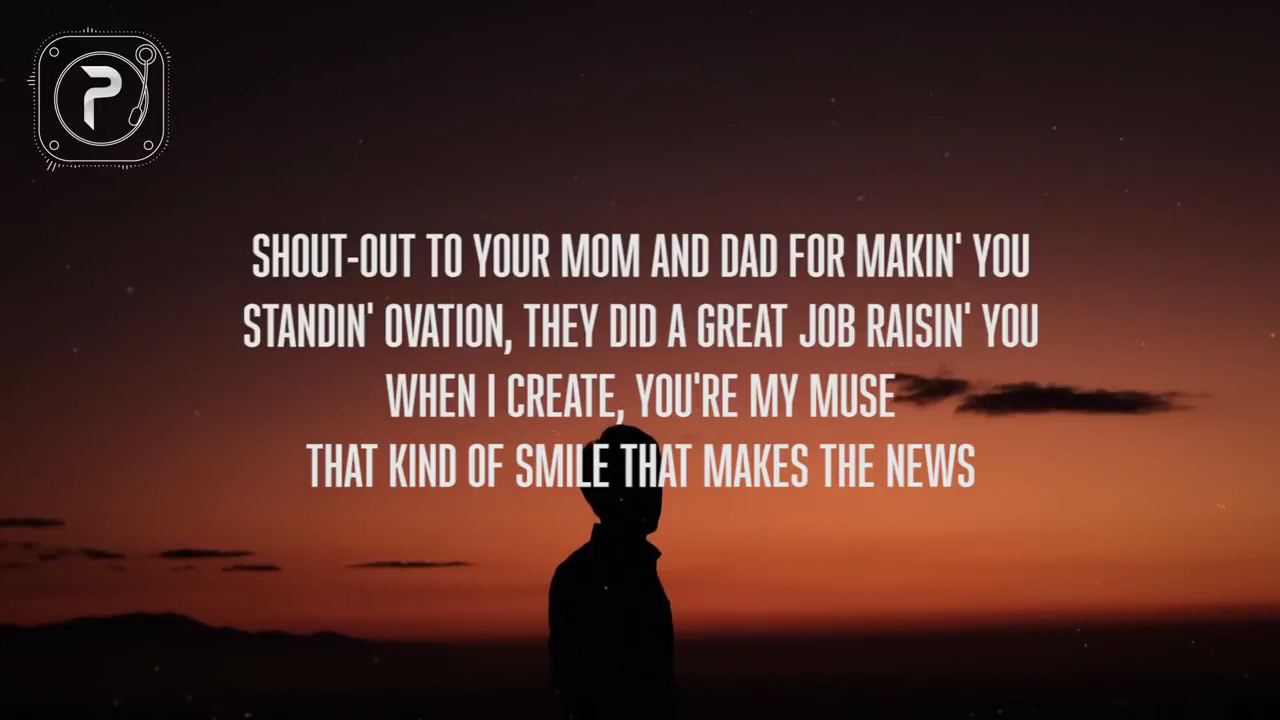 P
SHOUT-OUT TO YOUR MOM AND DAD FOR MAKIN' YOU
STANDIN' OVATION, THEY DID A GREAT JOB RAISIN' YOU
WHEN I CREATE, YOU'RE MY MUSE
THAT KIND OF SMILE THAT MAKES THE NEWS